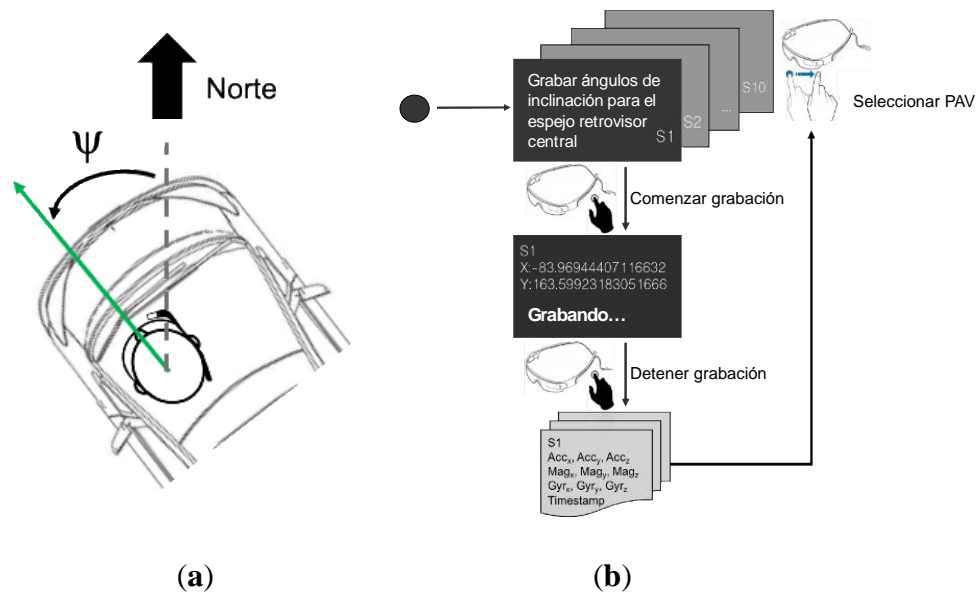 Norte
ψ
Grabar ángulos de
inclinación para el
espejo retrovisor
central
S1
S2
...
S10
Seleccionar PAV
Comenzar grabación
S1
X:-83.96944407116632
Y:163.59923183051666
Grabando...
Detener grabación
S1
Accx, Accy, Accz
Magx, Magy, Magz
Gyrx, Gyry, Gyrz
Timestamp
(a)
(b)